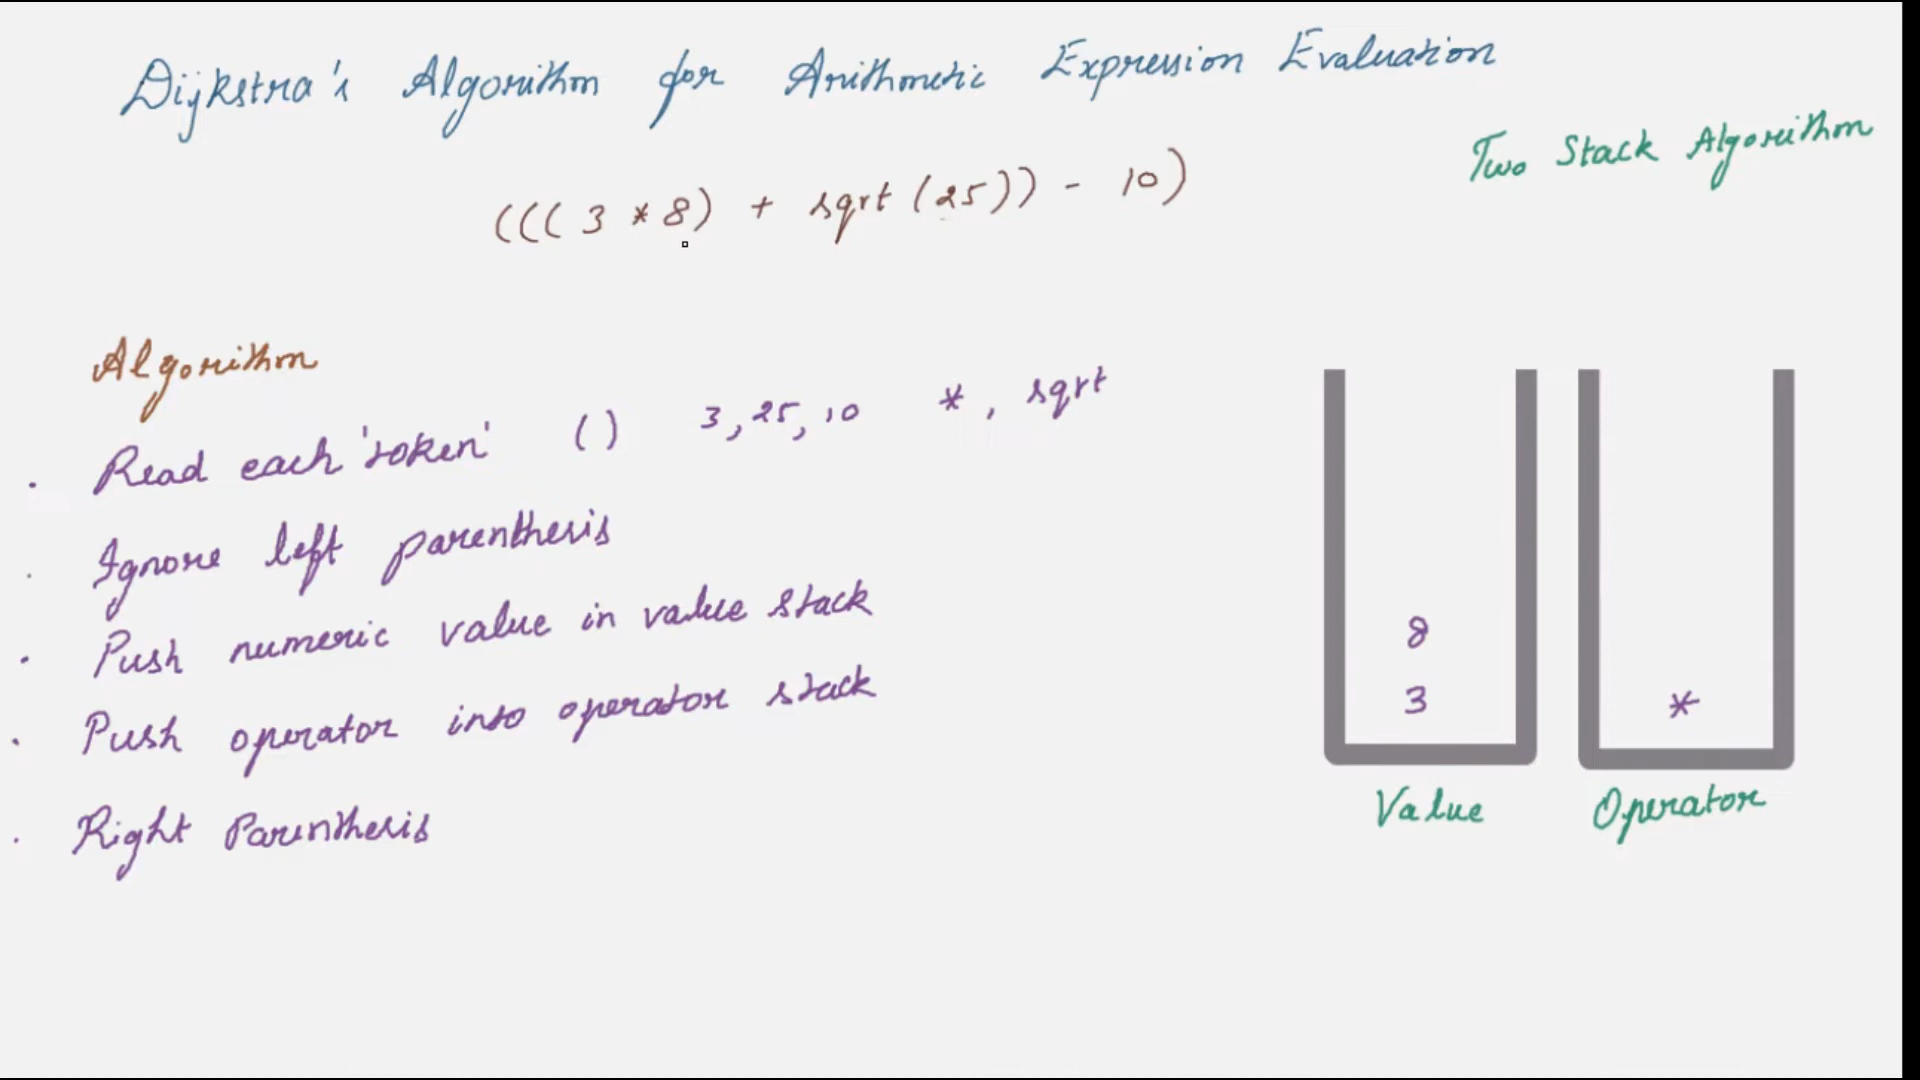 Dijkstra's Algorithm for Arithmetic Expression Evaluation
Two Stack Algorithm
(((3 * 8) + sqrt (25)) - 10)
Algorithm
. Read each 'token' ( ) 3, 25, 10 *, sqrt
. Ignore left parenthesis
. Push numeric value in value stack
. Push operator into operator stack
. Right Parenthesis
8
3 *
Value Operator